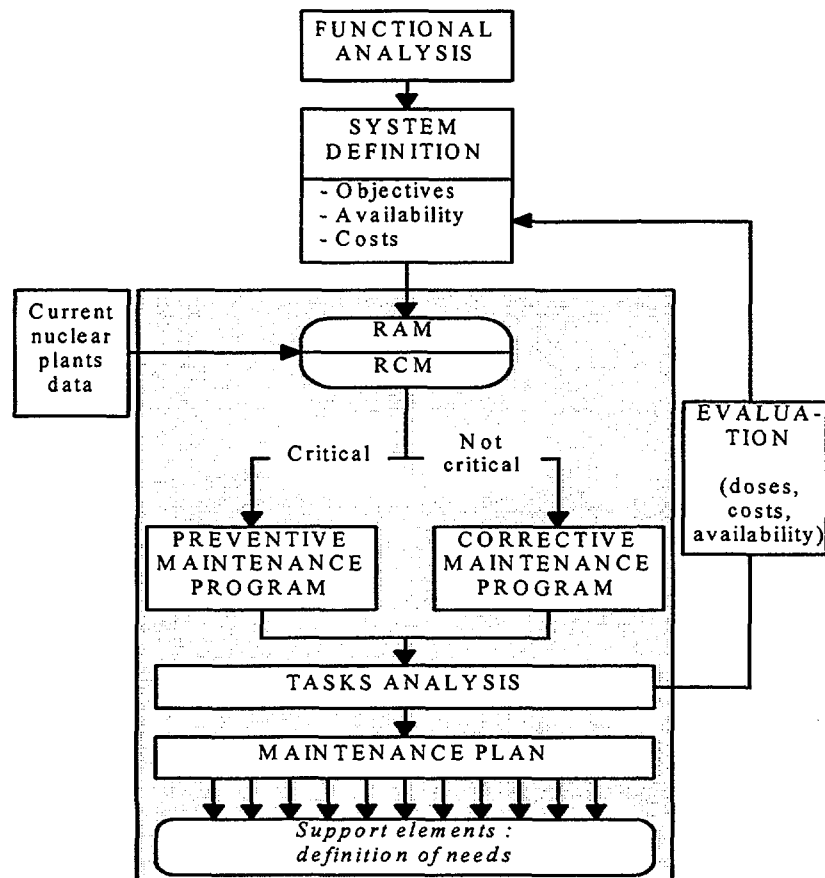 FUNCTIONAL
ANALYSIS
SYSTEM
DEFINITION
- Objectives
- Availability
- Costs
Current
nuclear
plants
data
RAM
RCM
EVALUA-
TION
(doses,
costs,
availability)
Critical
Not
critical
PREVENTIVE
MAINTENANCE
PROGRAM
CORRECTIVE
MAINTENANCE
PROGRAM
TASKS ANALYSIS
MAINTENANCE PLAN
Support elements :
definition of needs